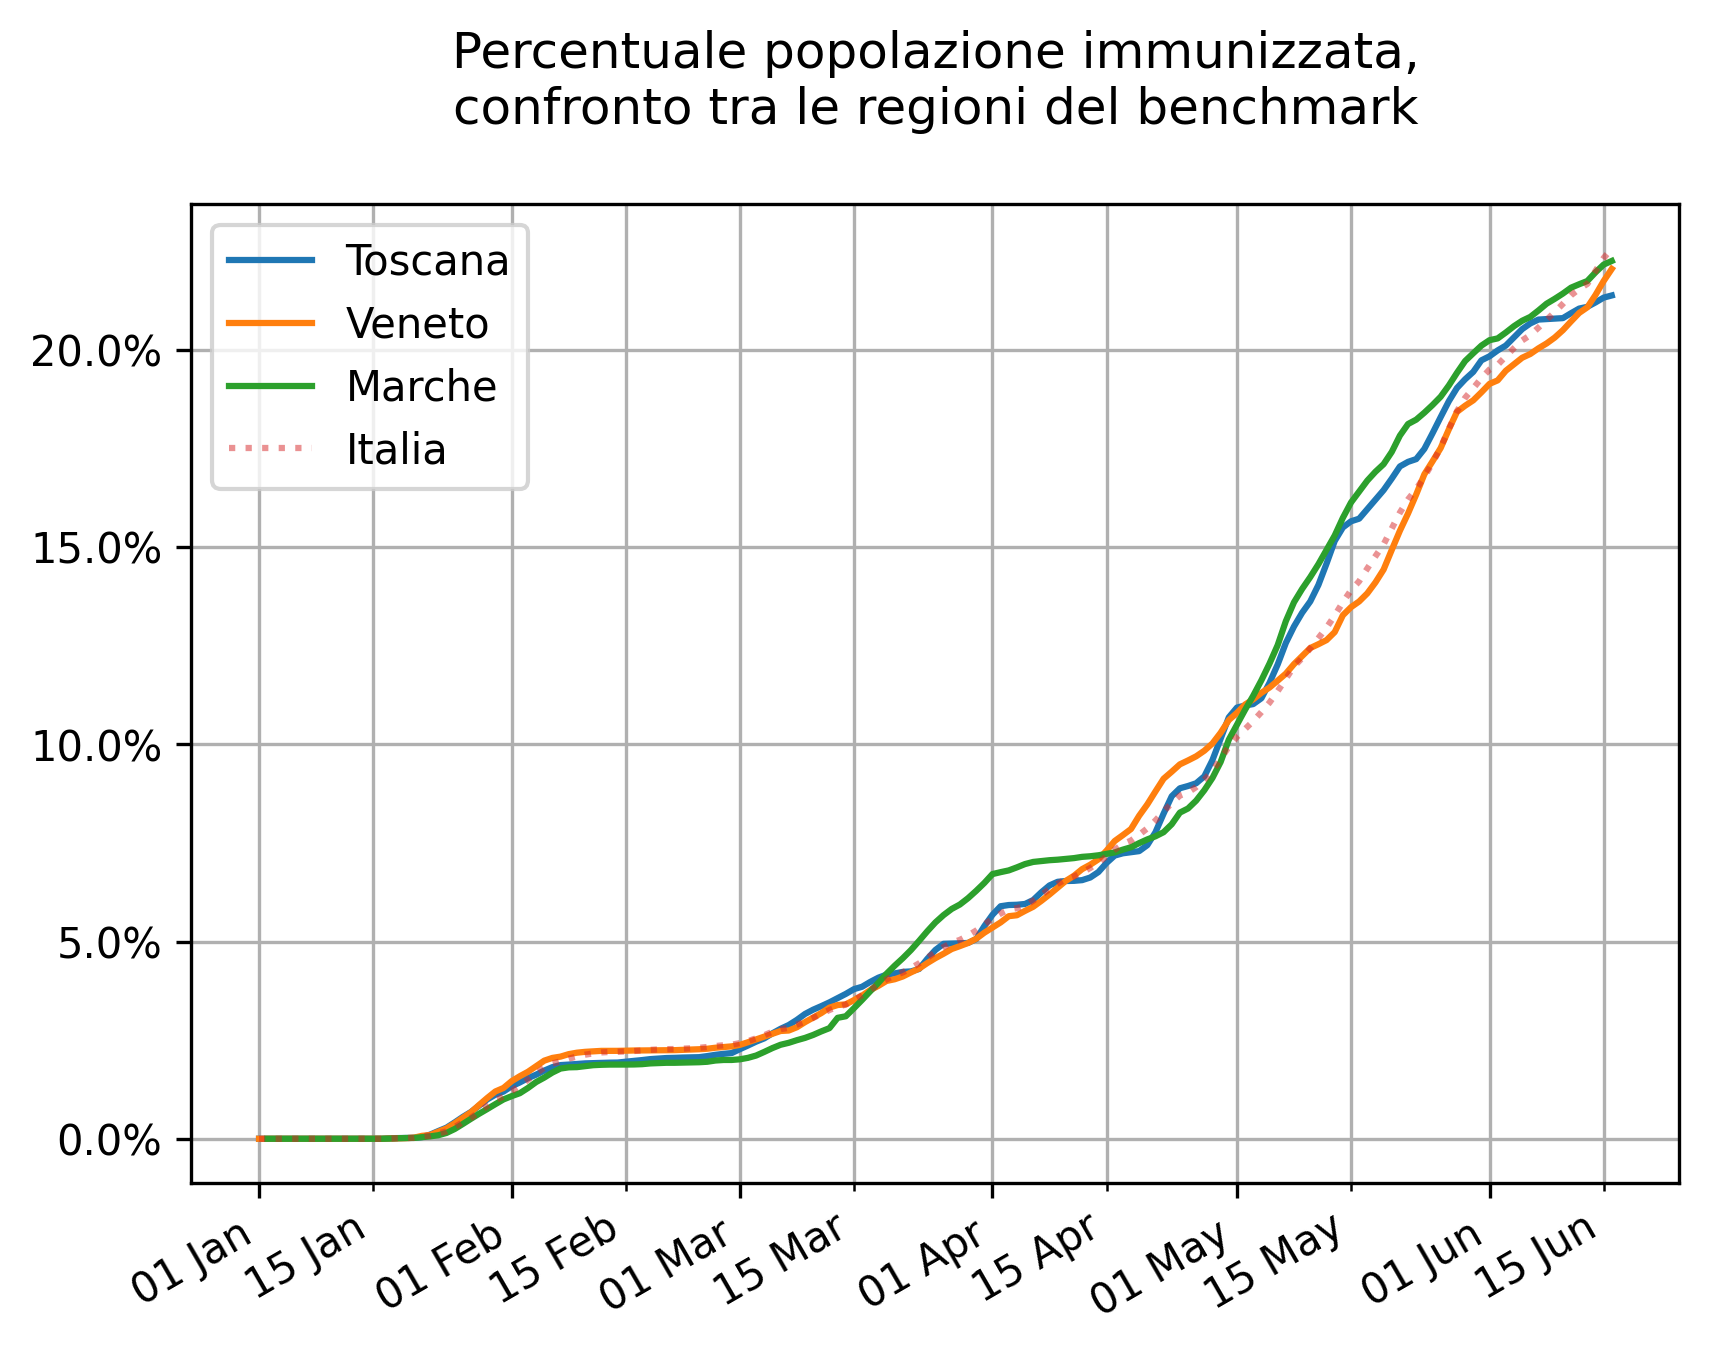 Percentuale popolazione immunizzata,
confronto tra le regioni del benchmark
Toscana
Veneto
Marche
Italia
20.0%
15.0%
10.0%
5.0%
0.0%
01 Jan
15 Jan
01 Feb
15 Feb
01 Mar
15 Mar
01 Apr
15 Apr
01 May
15 May
01 Jun
15 Jun